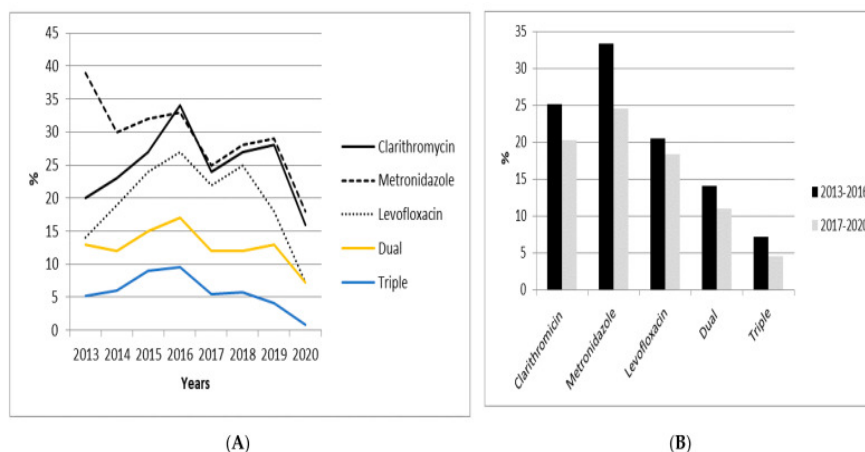 45
40
35
30
25
20
15
10
5
0
%
2013 2014 2015 2016 2017 2018 2019 2020
Years
Clarithromycin
Metronidazole
Levofloxacin
Dual
Triple
(A)
35
30
25
20
15
10
5
0
%
Clarithromicin
Metronidazole
Levofloxacin
Dual
Triple
2013-2016
2017-2020
(B)